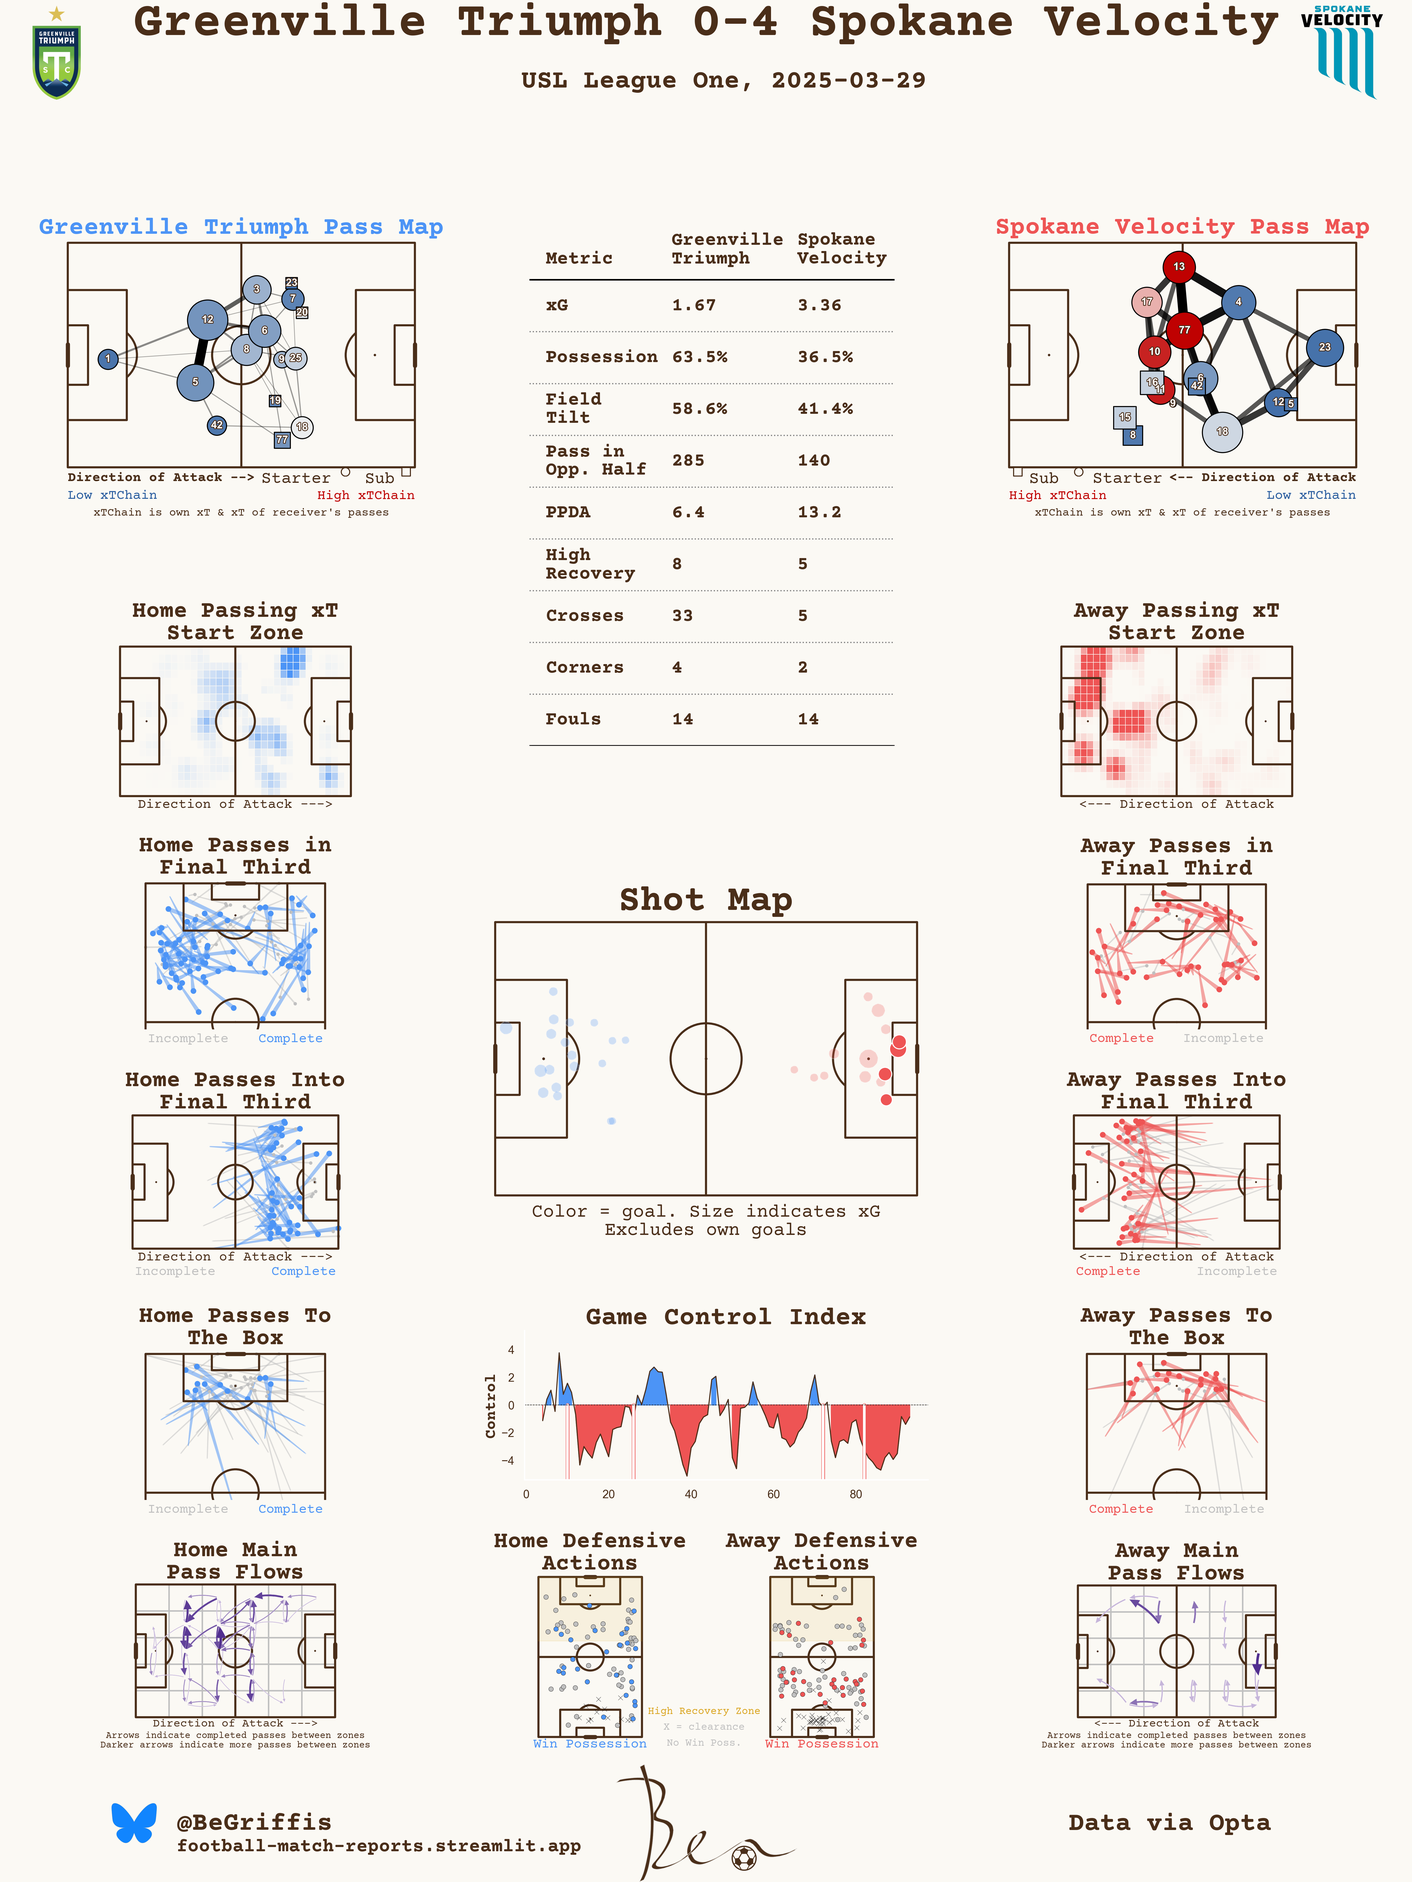 Greenville Triumph 0-4 Spokane Velocity
USL League One, 2025-03-29
GREENVILLE
TRIUMPH
S C
SPOKANE
VELOCITY
Greenville Triumph Pass Map
1
12
5
42
3
6
8
9
25
7
23
20
19
77
18
Direction of Attack --> Starter Sub
Low xTChain High xTChain
xTChain is own xT & xT of receiver's passes
Metric Greenville Triumph Spokane Velocity
xG 1.67 3.36
Possession 63.5% 36.5%
Field Tilt 58.6% 41.4%
Pass in Opp. Half 285 140
PPDA 6.4 13.2
High Recovery 8 5
Crosses 33 5
Corners 4 2
Fouls 14 14
Spokane Velocity Pass Map
13
17
4
77
10
23
16
11
6
42
9
12
5
15
8
18
Sub Starter <-- Direction of Attack
High xTChain Low xTChain
xTChain is own xT & xT of receiver's passes
Home Passing xT
Start Zone
Direction of Attack --->
Away Passing xT
Start Zone
<--- Direction of Attack
Home Passes in
Final Third
Incomplete Complete
Away Passes in
Final Third
Complete Incomplete
Shot Map
Color = goal. Size indicates xG
Excludes own goals
Home Passes Into
Final Third
Direction of Attack --->
Incomplete Complete
Away Passes Into
Final Third
<--- Direction of Attack
Complete Incomplete
Home Passes To
The Box
Incomplete Complete
Game Control Index
Control
4
2
0
−2
−4
0 20 40 60 80
Away Passes To
The Box
Complete Incomplete
Home Main
Pass Flows
Direction of Attack --->
Arrows indicate completed passes between zones
Darker arrows indicate more passes between zones
Home Defensive
Actions
Win Possession
Away Defensive
Actions
Win Possession
High Recovery Zone
X = clearance
No Win Poss.
Away Main
Pass Flows
<--- Direction of Attack
Arrows indicate completed passes between zones
Darker arrows indicate more passes between zones
@BeGriffis
football-match-reports.streamlit.app
Ben
Data via Opta